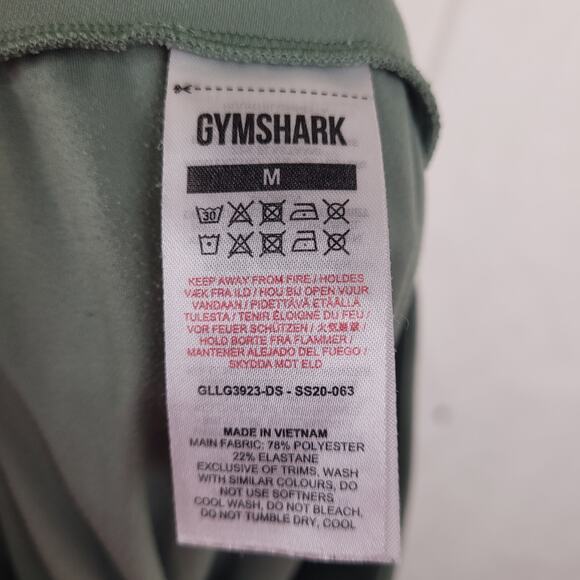 GYMSHARK
M
30
KEEP AWAY FROM FIRE / HOLDES
VÆK FRA ILD / HOU BIJ OPEN VUUR
VANDAAN / PIDETTÄVÄ ETÄÄLLÄ
TULESTA / TENIR ÉLOIGNÉ DU FEU /
VOR FEUER SCHÜTZEN / 火気厳禁 /
HOLD BORTE FRA FLAMMER /
MANTENER ALEJADO DEL FUEGO /
SKYDDA MOT ELD
GLLG3923-DS - SS20-063
MADE IN VIETNAM
MAIN FABRIC: 78% POLYESTER
22% ELASTANE
EXCLUSIVE OF TRIMS, WASH
WITH SIMILAR COLOURS, DO
NOT USE SOFTNERS
COOL WASH, DO NOT BLEACH,
DO NOT TUMBLE DRY, COOL